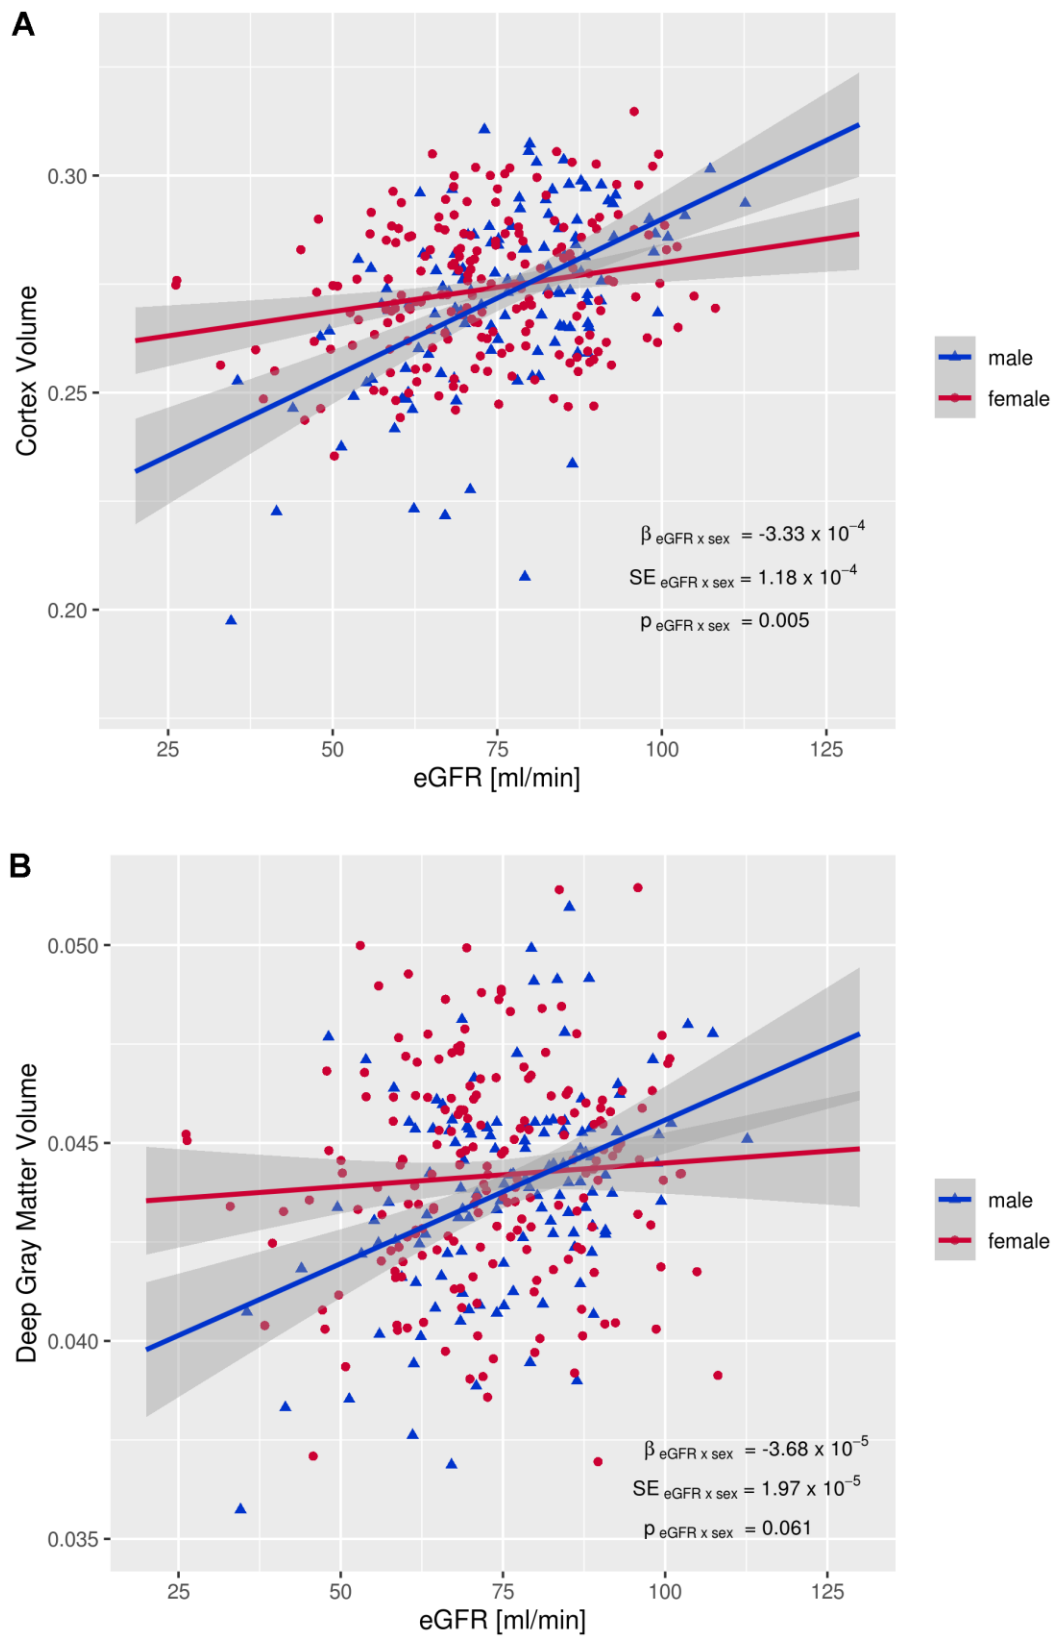 A
0.30
0.25
0.20
Cortex Volume
25 50 75 100 125
eGFR [ml/min]
male
female
β eGFR x sex = -3.33 x 10⁻⁴
SE eGFR x sex = 1.18 x 10⁻⁴
p eGFR x sex = 0.005
B
0.050
0.045
0.040
0.035
Deep Gray Matter Volume
25 50 75 100 125
eGFR [ml/min]
male
female
β eGFR x sex = -3.68 x 10⁻⁵
SE eGFR x sex = 1.97 x 10⁻⁵
p eGFR x sex = 0.061